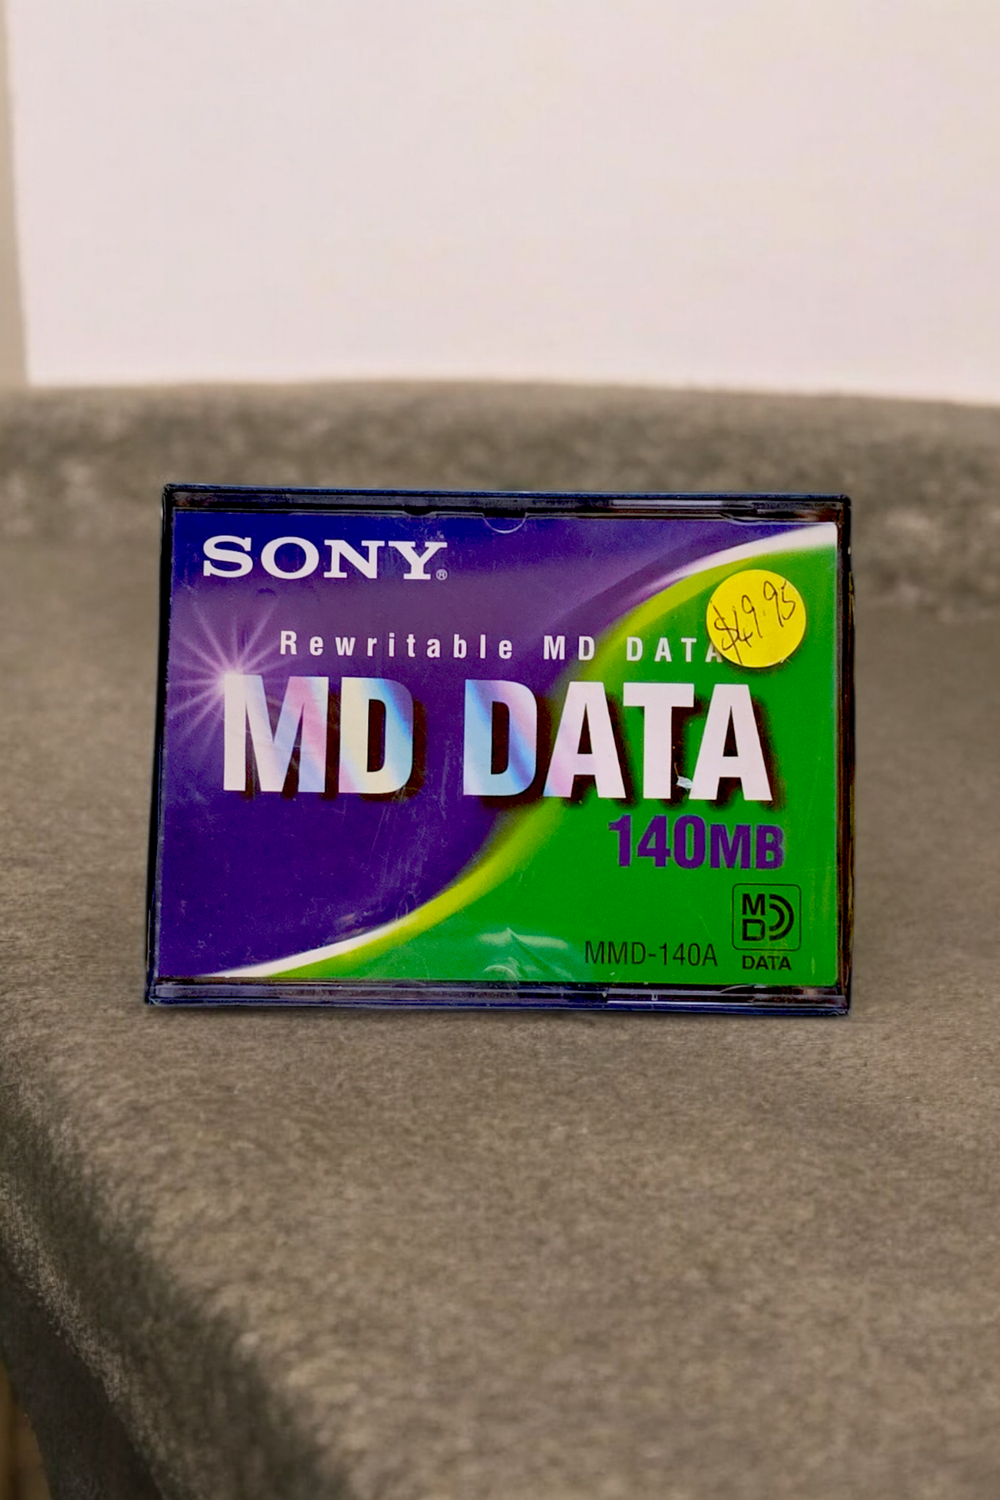 SONY®
$49.95
Rewritable MD DATA
MD DATA
140MB
MD
MMD-140A
DATA